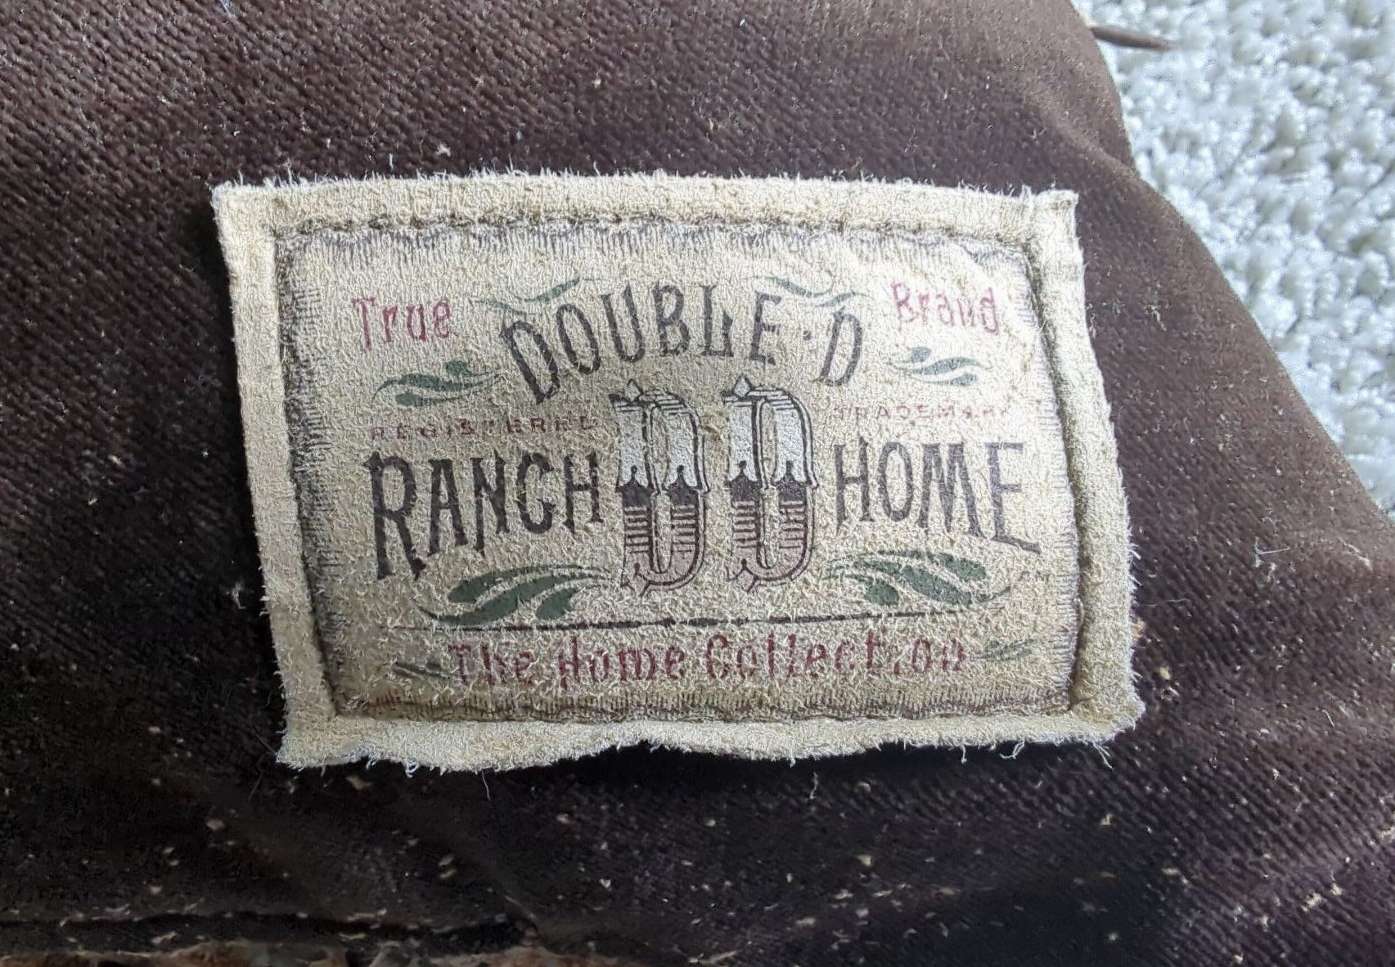 True DOUBLE·D Brand
REGISTERED TRADEMARK
RANCH DD HOME
The Home Collection